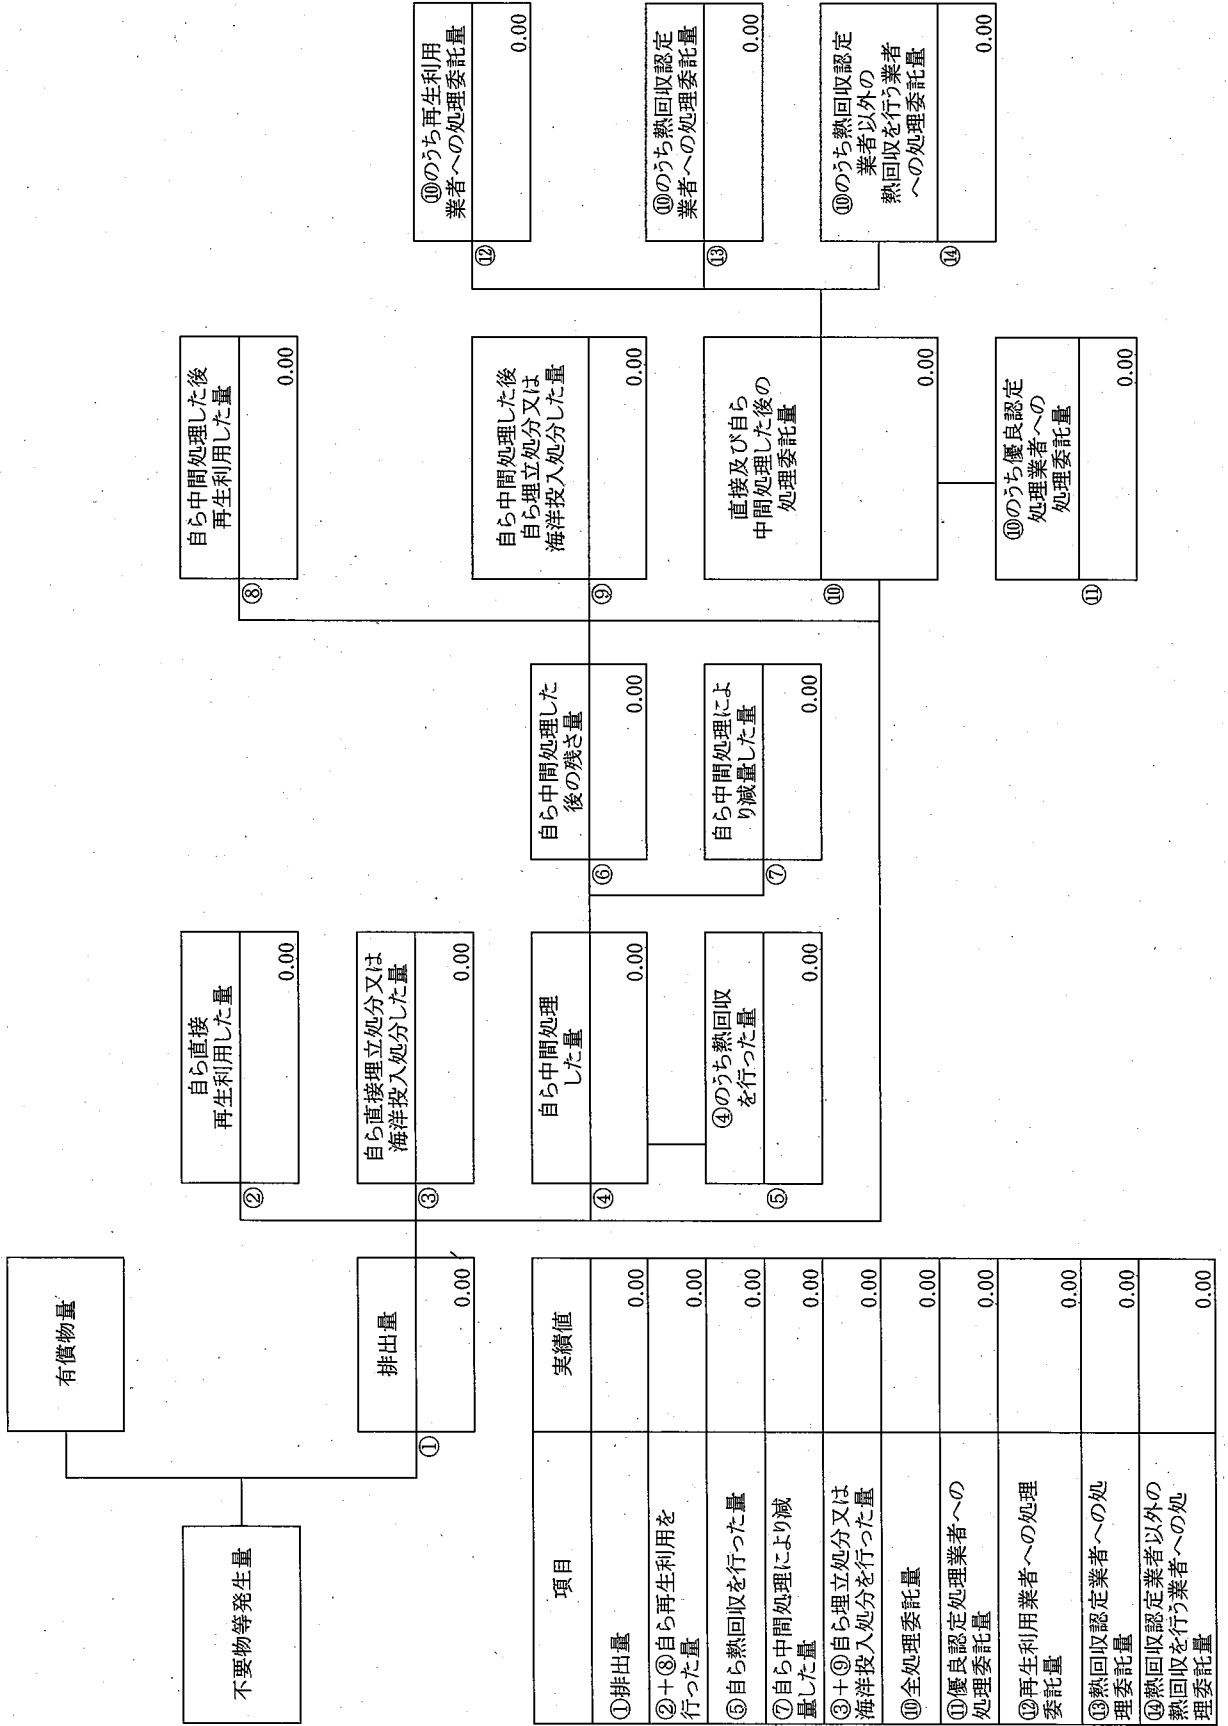 不要物等発生量
有償物量
①
排出量
0.00
②
自ら直接
再生利用した量
0.00
③
自ら直接埋立処分又は
海洋投入処分した量
0.00
④
自ら中間処理
した量
0.00
⑤
④のうち熱回収
を行った量
0.00
⑥
自ら中間処理した
後の残さ量
0.00
⑦
自ら中間処理によ
り減量した量
0.00
⑧
自ら中間処理した後
再生利用した量
0.00
⑨
自ら中間処理した後
自ら埋立処分又は
海洋投入処分した量
0.00
⑩
直接及び自ら
中間処理した後の
処理委託量
0.00
⑪
⑩のうち優良認定
処理業者への
処理委託量
0.00
⑫
⑩のうち再生利用
業者への処理委託量
0.00
⑬
⑩のうち熱回収認定
業者への処理委託量
0.00
⑭
⑩のうち熱回収認定
業者以外の
熱回収を行う業者
への処理委託量
0.00
項目 実績値
①排出量 0.00
②+⑧自ら再生利用を
行った量 0.00
⑤自ら熱回収を行った量 0.00
⑦自ら中間処理により減
量した量 0.00
③+⑨自ら埋立処分又は
海洋投入処分を行った量 0.00
⑩全処理委託量 0.00
⑪優良認定処理業者への
処理委託量 0.00
⑫再生利用業者への処理
委託量 0.00
⑬熱回収認定業者への処
理委託量 0.00
⑭熱回収認定業者以外の
熱回収を行う業者への処
理委託量 0.00